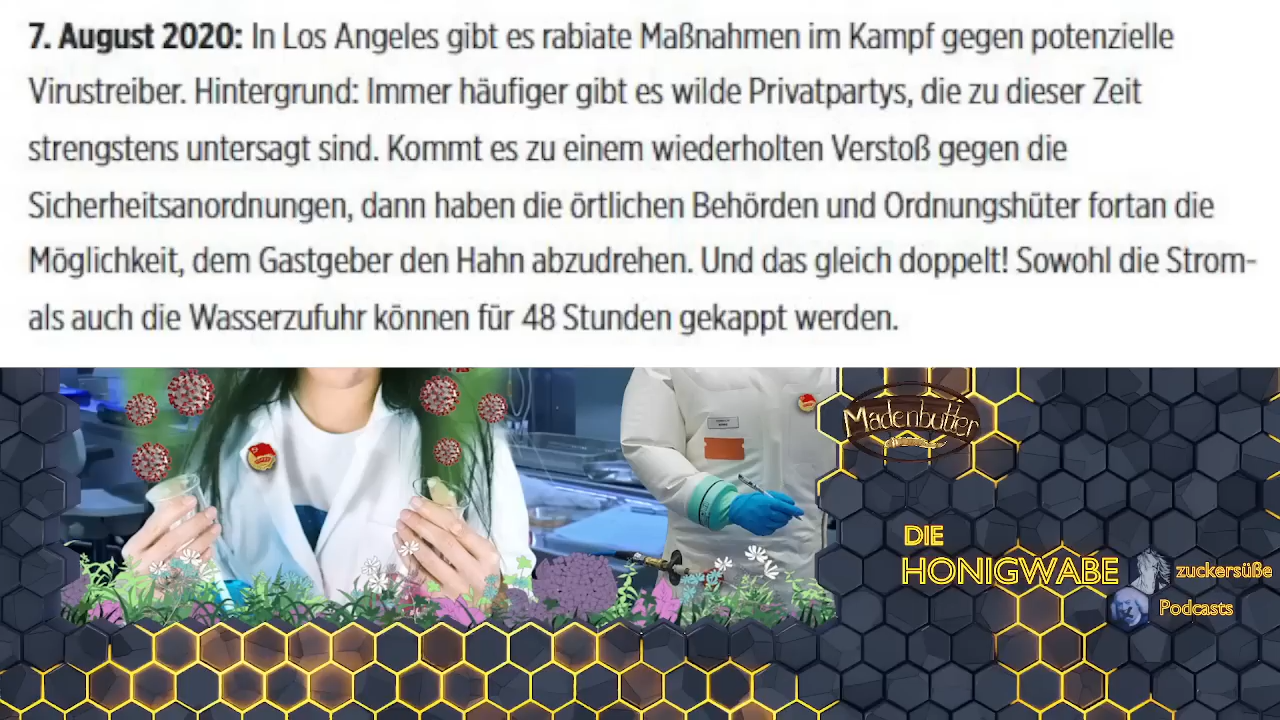 7. August 2020: In Los Angeles gibt es rabiate Maßnahmen im Kampf gegen potenzielle
Virustreiber. Hintergrund: Immer häufiger gibt es wilde Privatpartys, die zu dieser Zeit
strengstens untersagt sind. Kommt es zu einem wiederholten Verstoß gegen die
Sicherheitsanordnungen, dann haben die örtlichen Behörden und Ordnungshüter fortan die
Möglichkeit, dem Gastgeber den Hahn abzudrehen. Und das gleich doppelt! Sowohl die Strom-
als auch die Wasserzufuhr können für 48 Stunden gekappt werden.
Madenbutter
DIE
HONIGWABE
zuckersüße
Podcasts